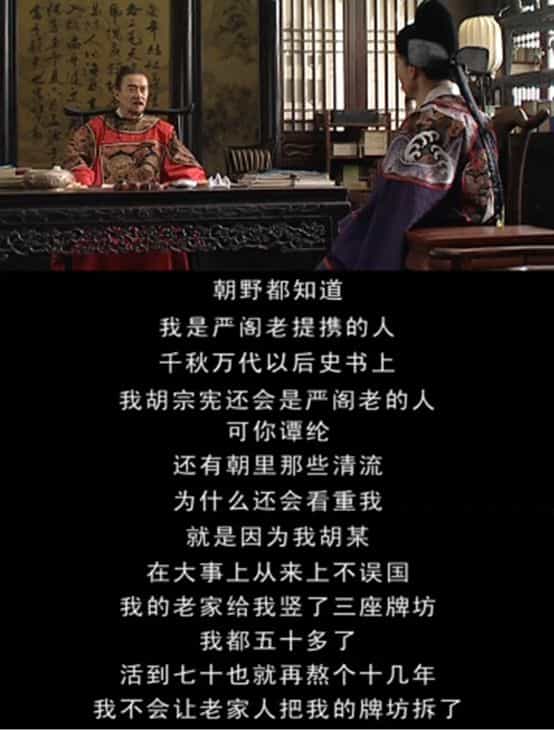 朝野都知道
我是严阁老提携的人
千秋万代以后史书上
我胡宗宪还会是严阁老的人
可你谭纶
还有朝里那些清流
为什么还会看重我
就是因为我胡某
在大事上从来上不误国
我的老家给我竖了三座牌坊
我都五十多了
活到七十也就再熬个十几年
我不会让老家人把我的牌坊拆了